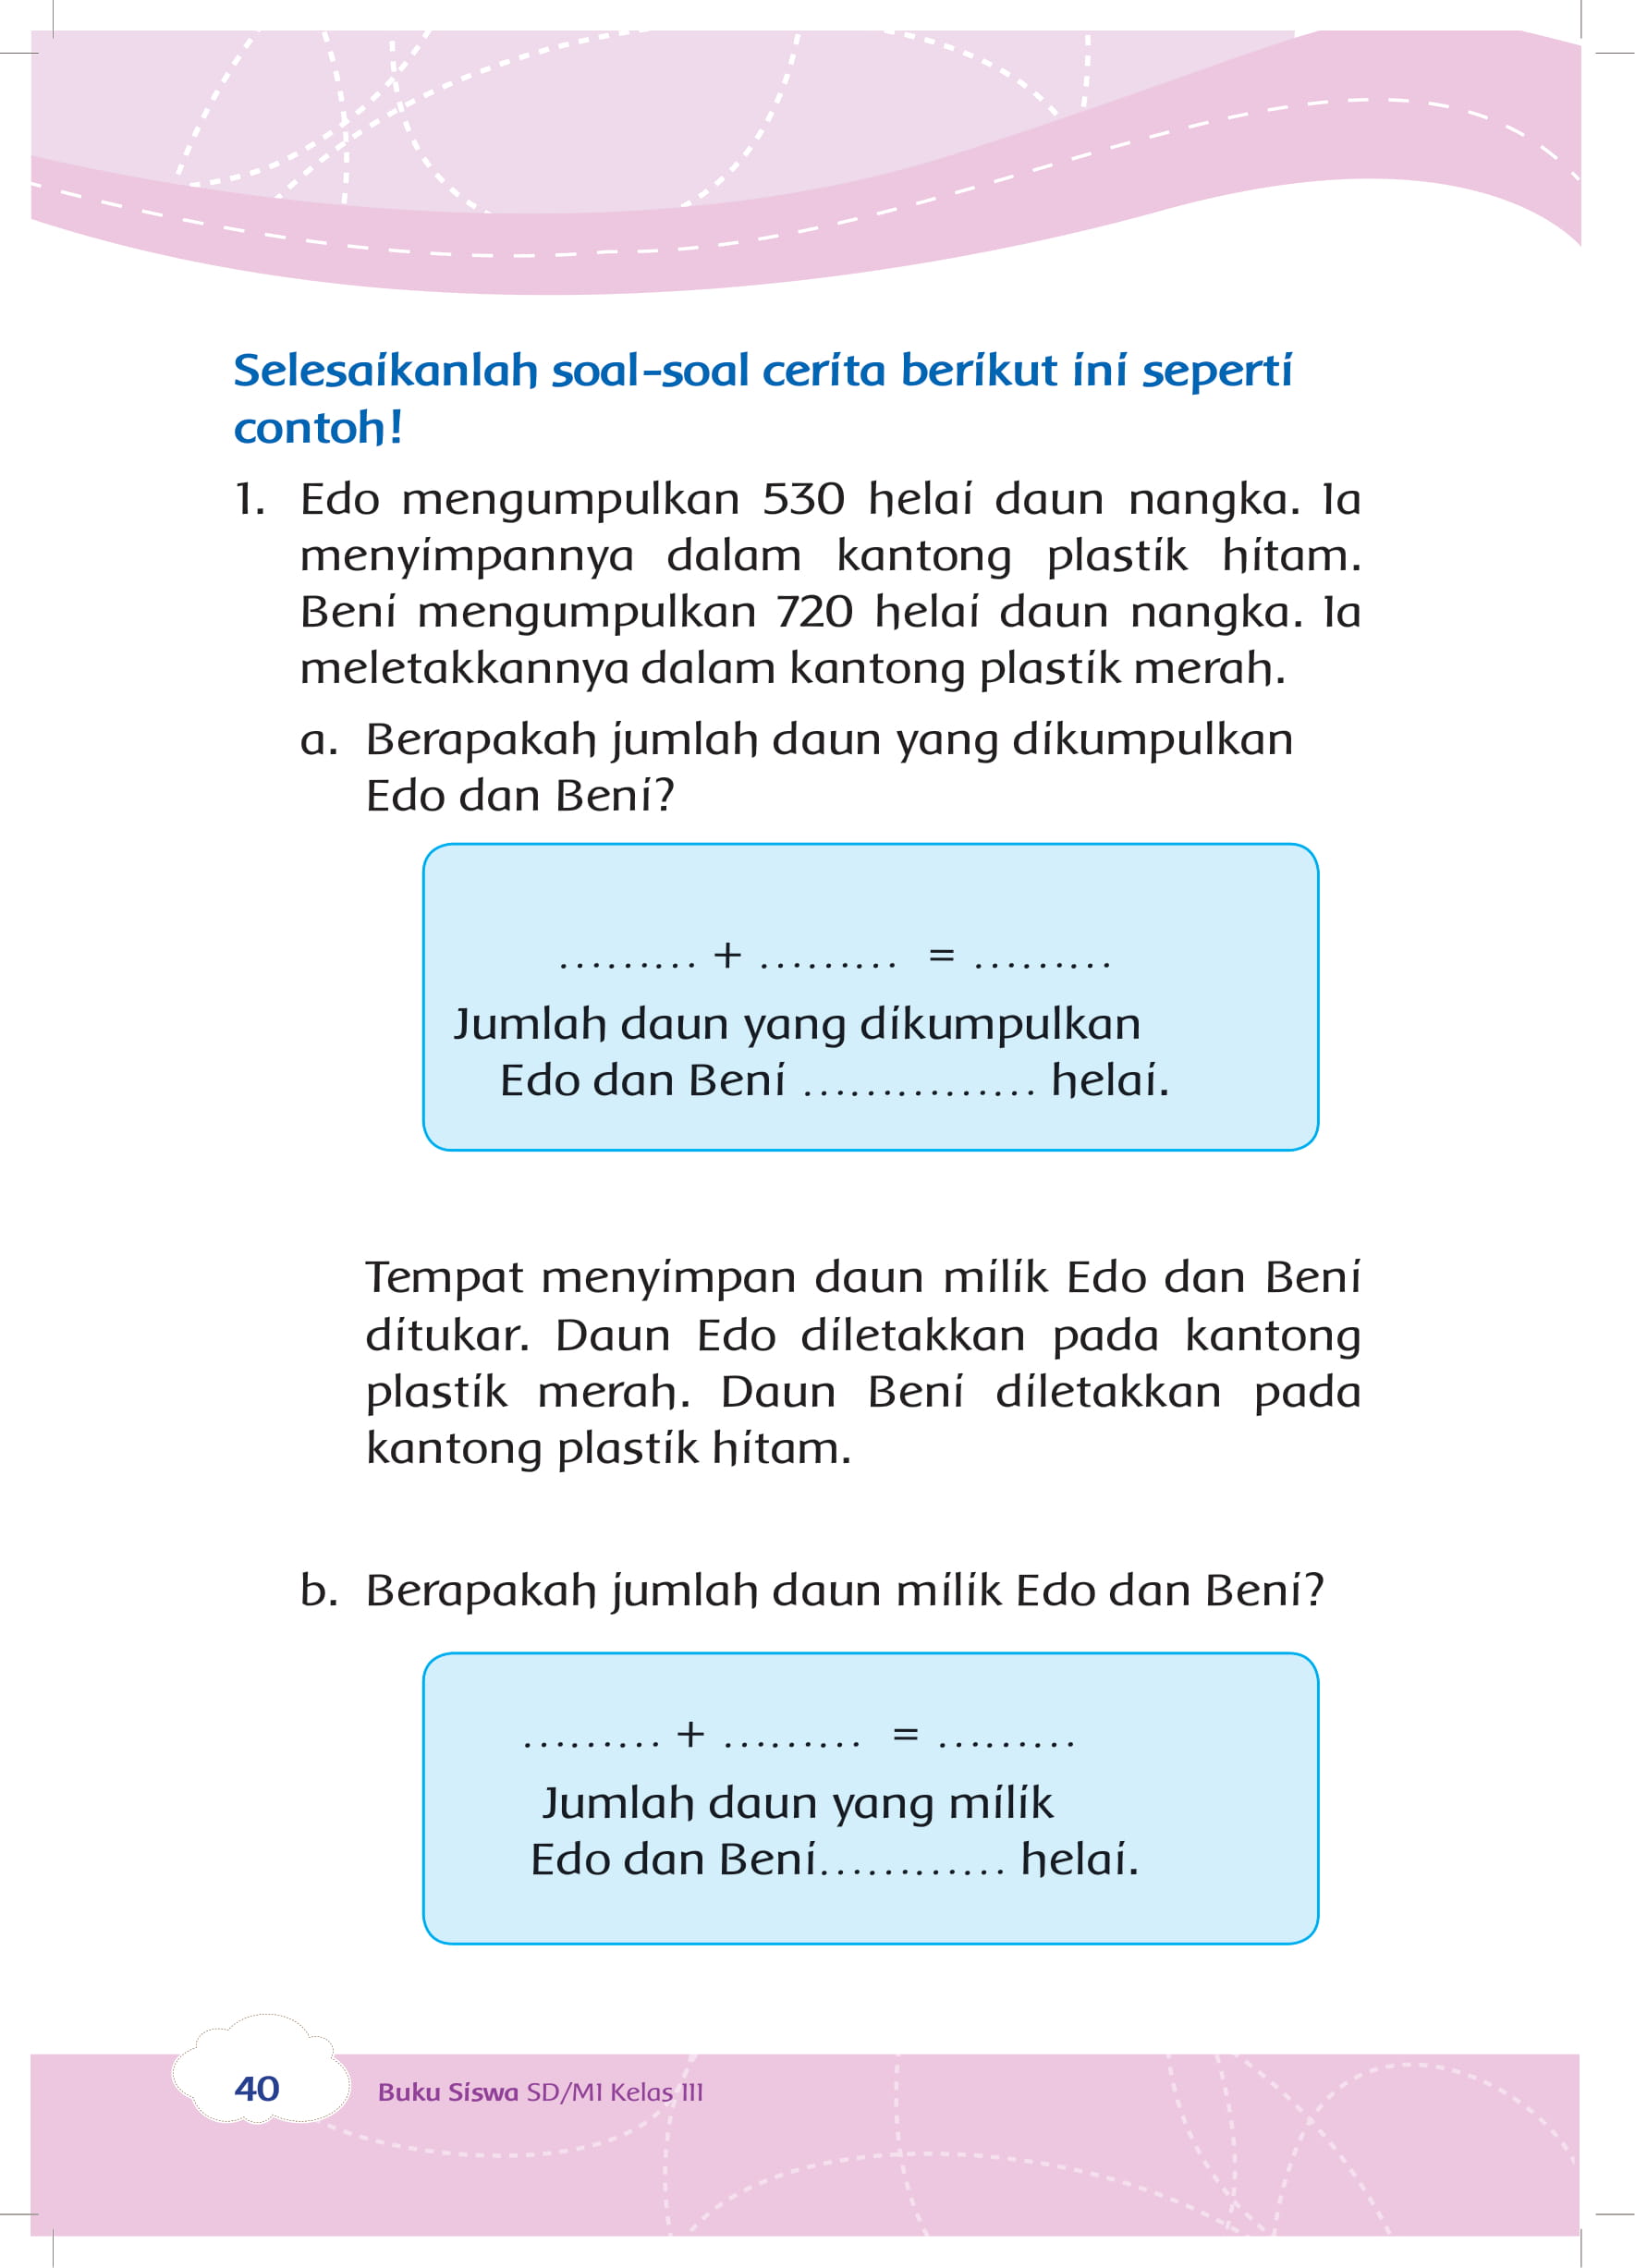 Selesaikanlah soal-soal cerita berikut ini seperti
contoh!
1. Edo mengumpulkan 530 helai daun nangka. Ia
menyimpannya dalam kantong plastik hitam.
Beni mengumpulkan 720 helai daun nangka. Ia
meletakkannya dalam kantong plastik merah.
a. Berapakah jumlah daun yang dikumpulkan
Edo dan Beni?
......... + ......... = .........
Jumlah daun yang dikumpulkan
Edo dan Beni ............... helai.
Tempat menyimpan daun milik Edo dan Beni
ditukar. Daun Edo diletakkan pada kantong
plastik merah. Daun Beni diletakkan pada
kantong plastik hitam.
b. Berapakah jumlah daun milik Edo dan Beni?
......... + ......... = .........
Jumlah daun yang milik
Edo dan Beni............ helai.
40 Buku Siswa SD/MI Kelas III